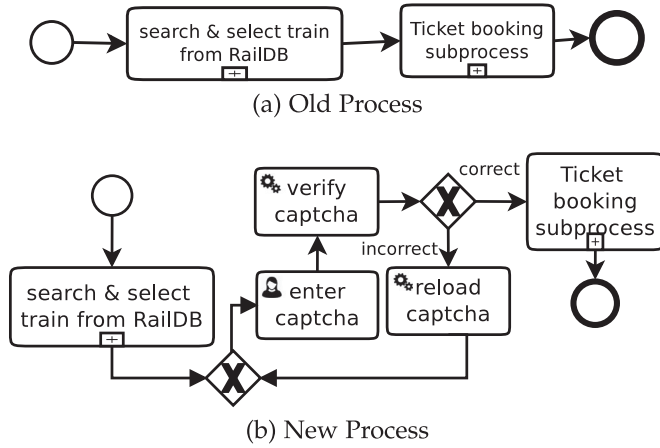 search & select train
from RailDB
Ticket booking
subprocess
(a) Old Process
verify
captcha
correct
Ticket
booking
subprocess
incorrect
search & select
train from RailDB
enter
captcha
reload
captcha
(b) New Process